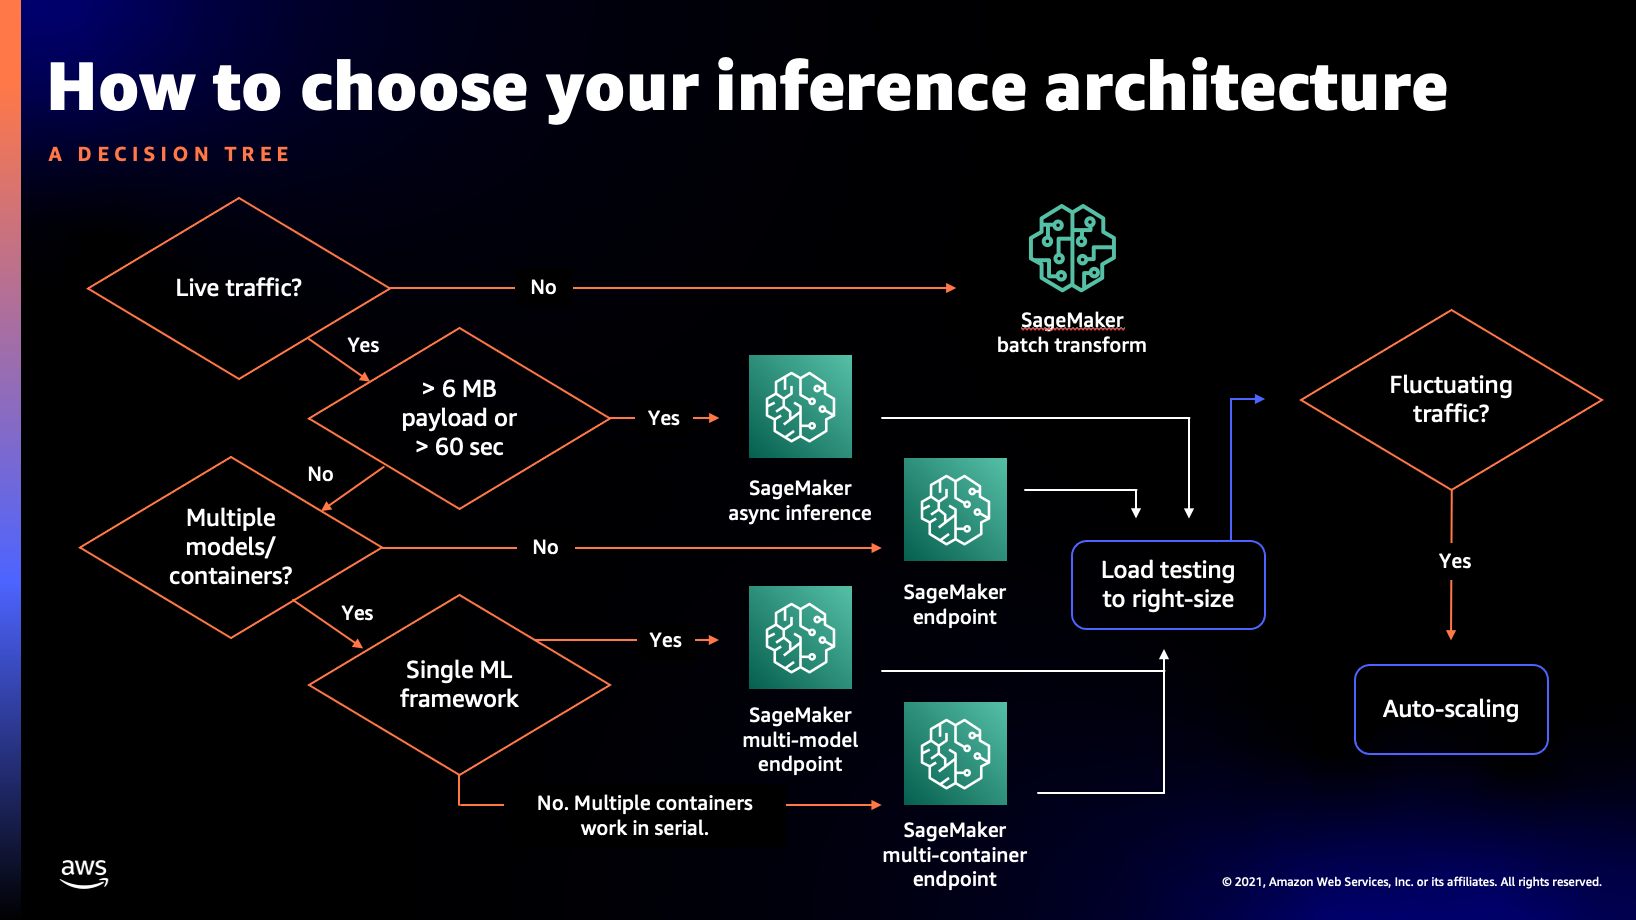 How to choose your inference architecture
A DECISION TREE
Live traffic?
No
SageMaker
batch transform
Yes
> 6 MB
payload or
> 60 sec
Yes
SageMaker
async inference
No
Multiple
models/
containers?
No
SageMaker
endpoint
Yes
Single ML
framework
Yes
SageMaker
multi-model
endpoint
No. Multiple containers
work in serial.
SageMaker
multi-container
endpoint
Load testing
to right-size
Fluctuating
traffic?
Yes
Auto-scaling
aws
© 2021, Amazon Web Services, Inc. or its affiliates. All rights reserved.